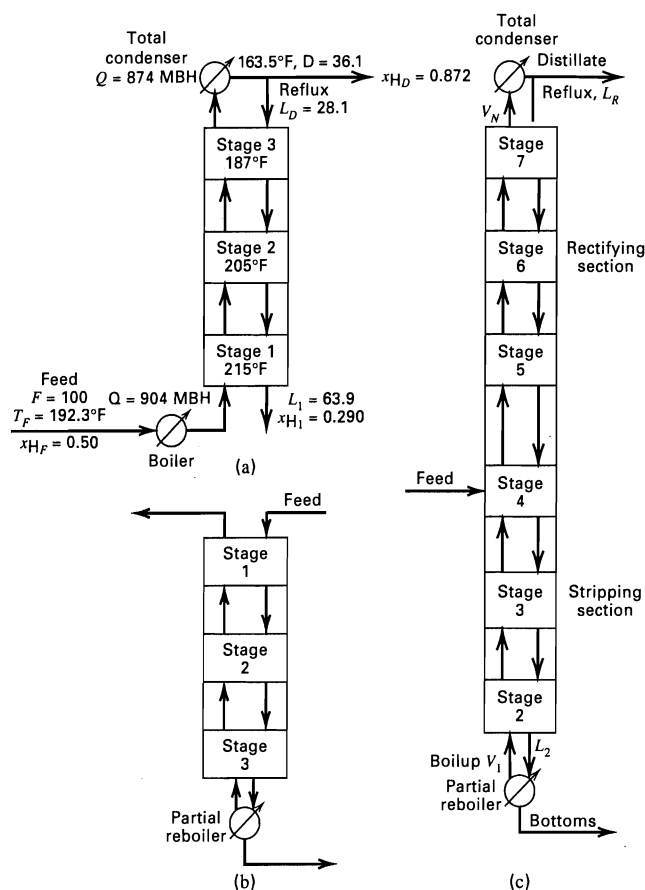 Total
condenser
Q = 874 MBH
163.5°F, D = 36.1
x_H_D = 0.872
Reflux
L_D = 28.1
Stage 3
187°F
Stage 2
205°F
Stage 1
215°F
Feed
F = 100
Q = 904 MBH
T_F = 192.3°F
x_H_F = 0.50
Boiler
L_1 = 63.9
x_H_1 = 0.290
(a)
Feed
Stage
1
Stage
2
Stage
3
Partial
reboiler
(b)
Total
condenser
Distillate
Reflux, L_R
V_N
Stage
7
Stage
6
Rectifying
section
Stage
5
Feed
Stage
4
Stage
3
Stripping
section
Stage
2
Boilup V_1
L_2
Partial
reboiler
Bottoms
(c)